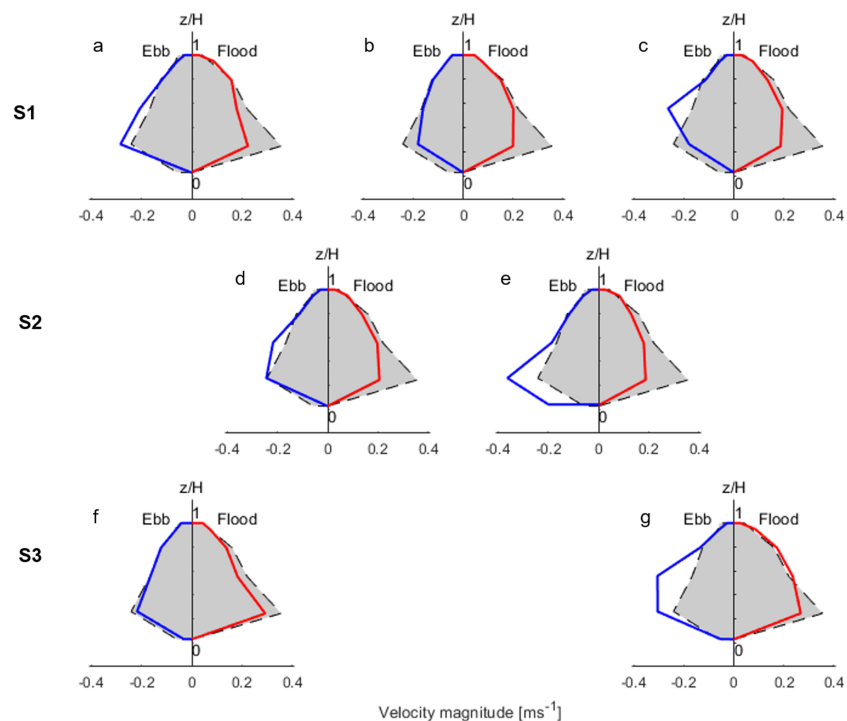 z/H z/H z/H
a Ebb 1 Flood b Ebb 1 Flood c Ebb 1 Flood
S1
0 0 0
-0.4 -0.2 0 0.2 0.4 -0.4 -0.2 0 0.2 0.4 -0.4 -0.2 0 0.2 0.4
z/H z/H
d Ebb 1 Flood e Ebb 1 Flood
S2
0 0
-0.4 -0.2 0 0.2 0.4 -0.4 -0.2 0 0.2 0.4
z/H z/H
f Ebb 1 Flood g Ebb 1 Flood
S3
0 0
-0.4 -0.2 0 0.2 0.4 -0.4 -0.2 0 0.2 0.4
Velocity magnitude [ms⁻¹]